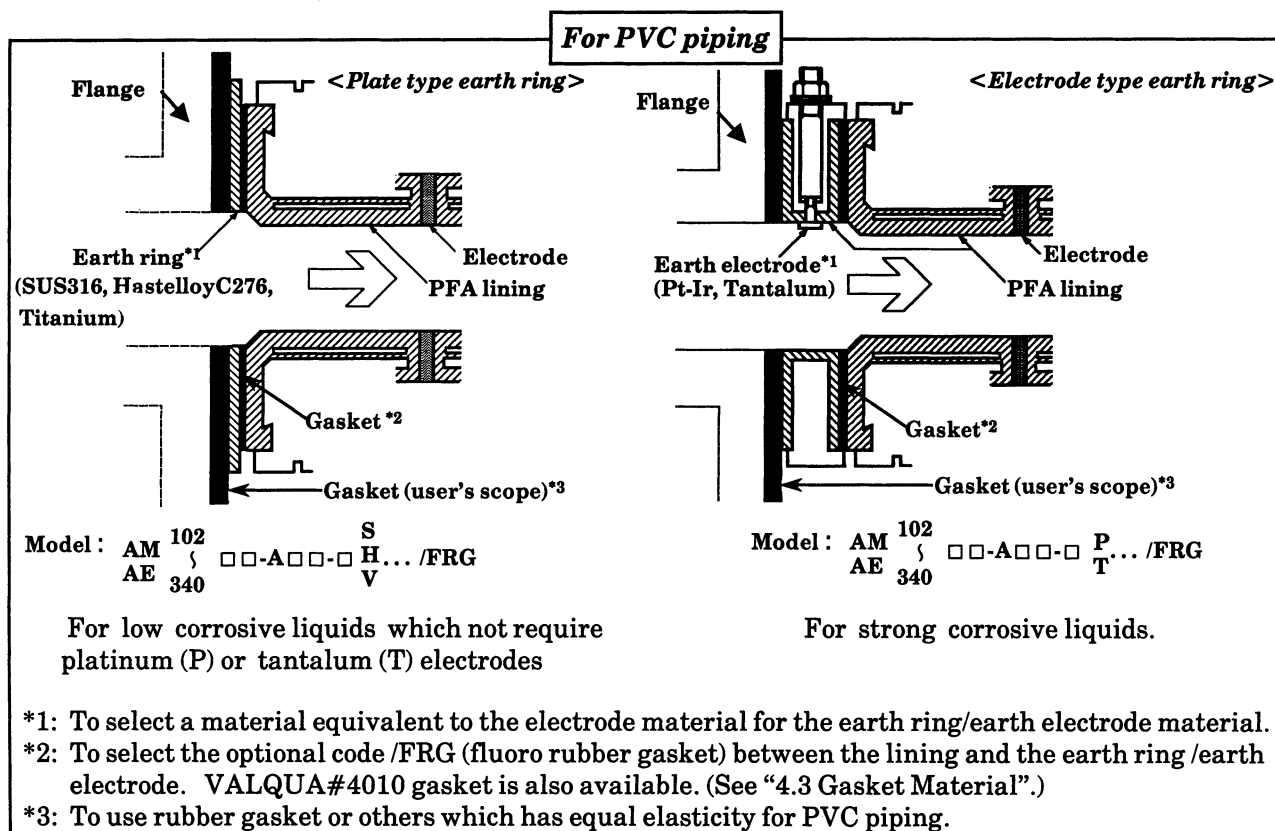 For PVC piping
<Plate type earth ring>
Flange
Earth ring*1
(SUS316, HastelloyC276,
Titanium)
Electrode
PFA lining
Gasket *2
Gasket (user's scope)*3
Model : AM AE 102 ∫ 340 □□-A□□-□ S H V ... /FRG
For low corrosive liquids which not require
platinum (P) or tantalum (T) electrodes
<Electrode type earth ring>
Flange
Earth electrode*1
(Pt-Ir, Tantalum)
Electrode
PFA lining
Gasket*2
Gasket (user's scope)*3
Model : AM AE 102 ∫ 340 □□-A□□-□ P T ... /FRG
For strong corrosive liquids.
*1: To select a material equivalent to the electrode material for the earth ring/earth electrode material.
*2: To select the optional code /FRG (fluoro rubber gasket) between the lining and the earth ring /earth
electrode. VALQUA#4010 gasket is also available. (See “4.3 Gasket Material”.)
*3: To use rubber gasket or others which has equal elasticity for PVC piping.